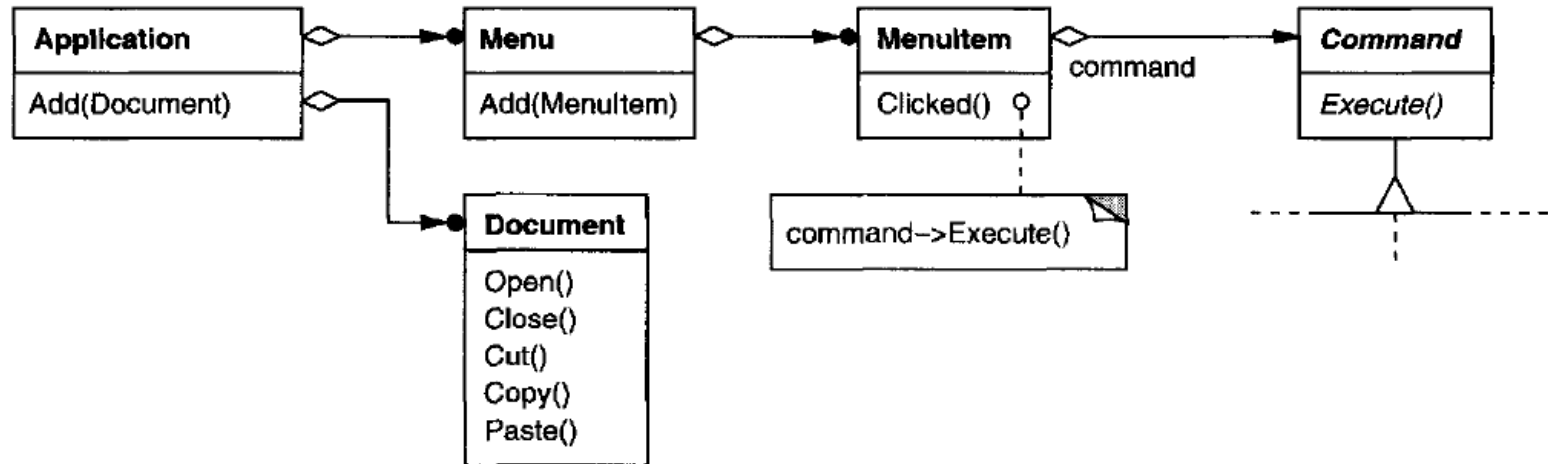 Application
Add(Document)
Menu
Add(MenuItem)
MenuItem
Clicked()
command
Command
Execute()
command->Execute()
Document
Open()
Close()
Cut()
Copy()
Paste()